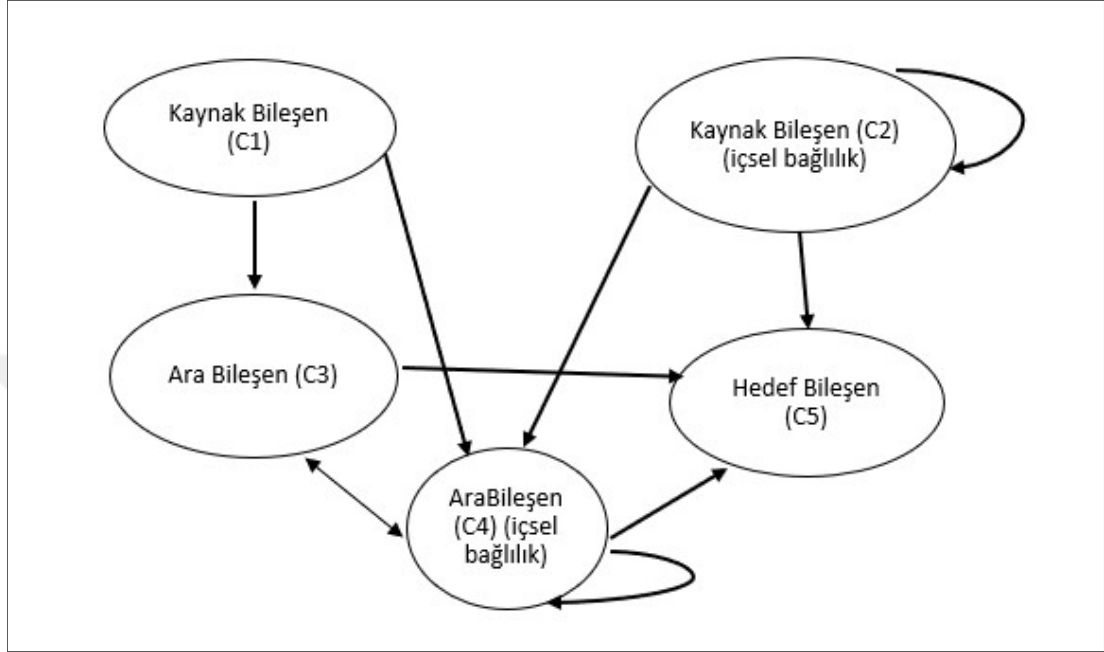 Kaynak Bileşen
(C1)
Kaynak Bileşen (C2)
(içsel bağlılık)
Ara Bileşen (C3)
Hedef Bileşen
(C5)
AraBileşen
(C4) (içsel
bağlılık)